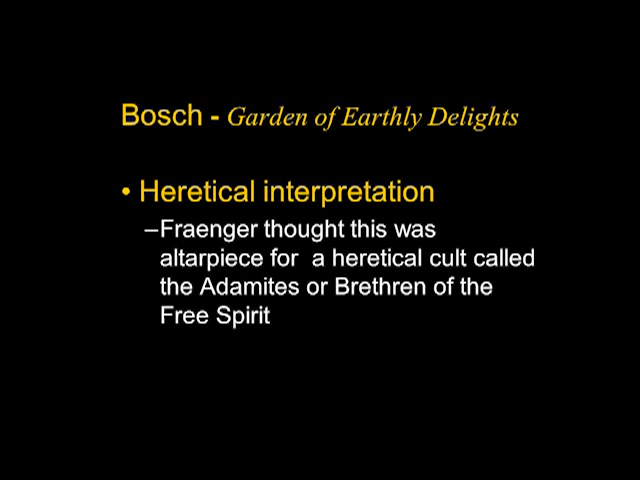 Bosch - Garden of Earthly Delights
• Heretical interpretation
–Fraenger thought this was
altarpiece for a heretical cult called
the Adamites or Brethren of the
Free Spirit